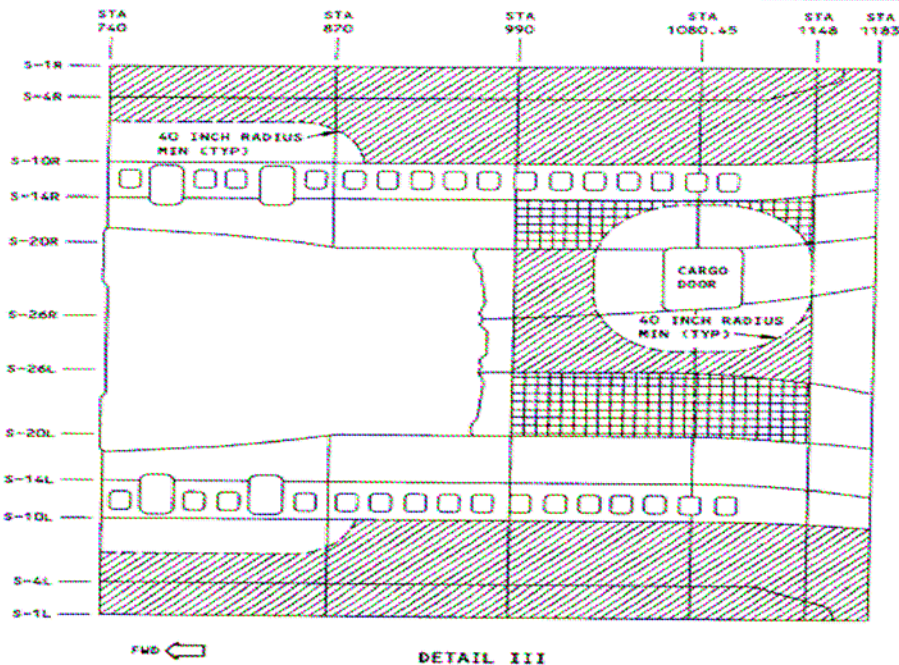 STA 740
STA 870
STA 990
STA 1080.45
STA 1148
STA 1183
S-1R
S-4R
40 INCH RADIUS
MIN (TYP)
S-10R
S-14R
S-20R
CARGO
DOOR
S-26R
40 INCH RADIUS
MIN (TYP)
S-26L
S-20L
S-14L
S-10L
S-4L
S-1L
FWD
DETAIL III